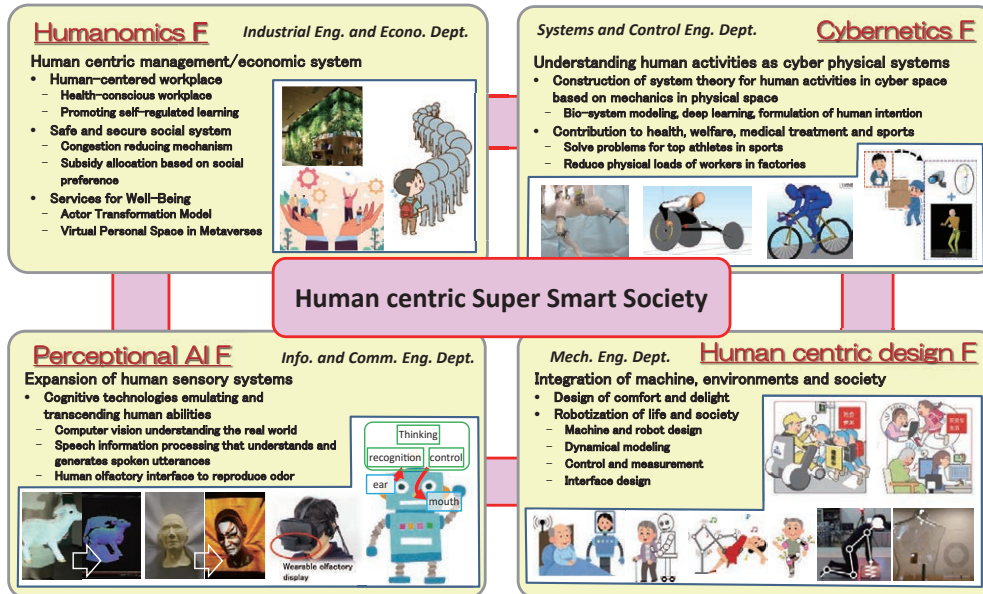 Humanomics F
Industrial Eng. and Econo. Dept.
Human centric management/economic system
• Human-centered workplace
- Health-conscious workplace
- Promoting self-regulated learning
• Safe and secure social system
- Congestion reducing mechanism
- Subsidy allocation based on social
preference
• Services for Well-Being
- Actor Transformation Model
- Virtual Personal Space in Metaverses
Systems and Control Eng. Dept.
Cybernetics F
Understanding human activities as cyber physical systems
• Construction of system theory for human activities in cyber space
based on mechanics in physical space
- Bio-system modeling, deep learning, formulation of human intention
• Contribution to health, welfare, medical treatment and sports
- Solve problems for top athletes in sports
- Reduce physical loads of workers in factories
+
Human centric Super Smart Society
Perceptional AI F
Info. and Comm. Eng. Dept.
Expansion of human sensory systems
• Cognitive technologies emulating and
transcending human abilities
- Computer vision understanding the real world
- Speech information processing that understands and
generates spoken utterances
- Human olfactory interface to reproduce odor
Thinking
recognition
control
ear
mouth
Wearable olfactory
display
Mech. Eng. Dept.
Human centric design F
Integration of machine, environments and society
• Design of comfort and delight
• Robotization of life and society
- Machine and robot design
- Dynamical modeling
- Control and measurement
- Interface design